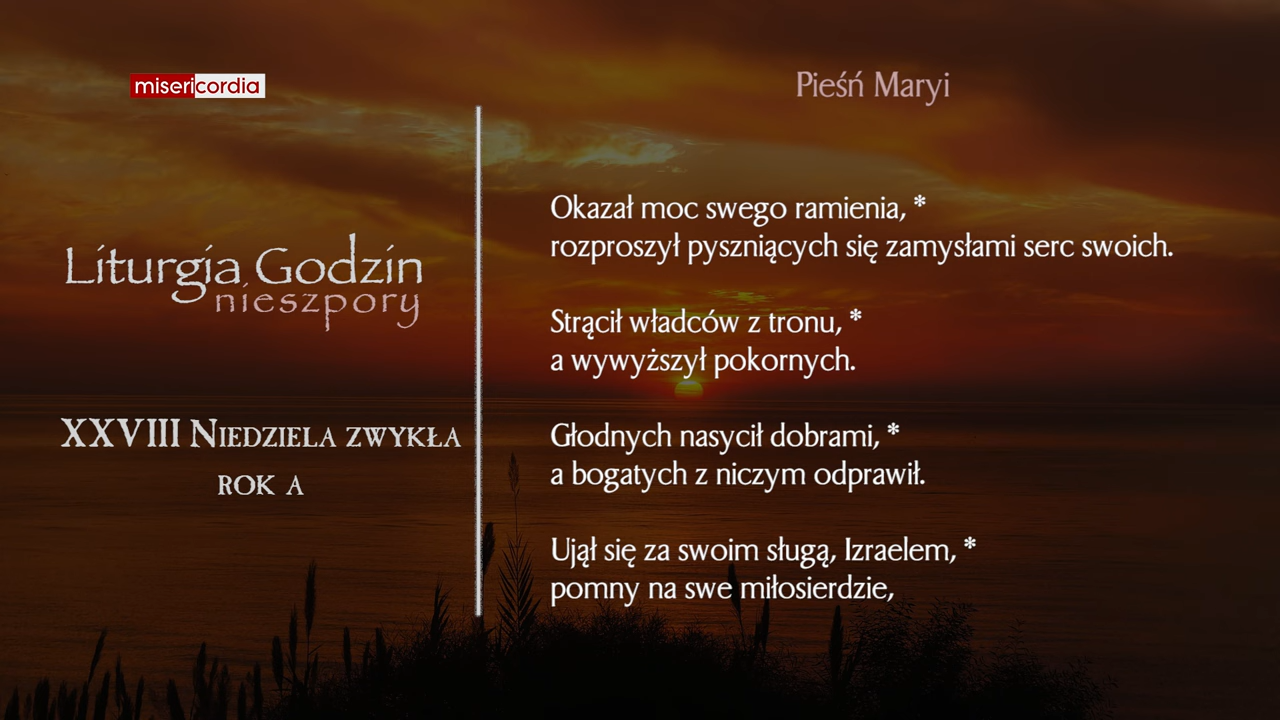 misericordia
Liturgia Godzin
nieszpory
XXVIII Niedziela zwykła
rok A
Pieśń Maryi
Okazał moc swego ramienia, *
rozproszył pyszniących się zamysłami serc swoich.
Strącił władców z tronu, *
a wywyższył pokornych.
Głodnych nasycił dobrami, *
a bogatych z niczym odprawił.
Ujął się za swoim sługą, Izraelem, *
pomny na swe miłosierdzie,